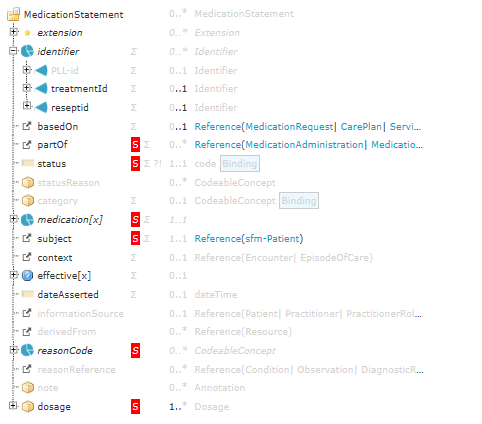 MedicationStatement 0..* MedicationStatement
extension 0..* Extension
identifier Σ 0..* Identifier
PLL-id Σ 0..1 Identifier
treatmentId Σ 0..1 Identifier
reseptid Σ 0..1 Identifier
basedOn Σ 0..1 Reference(MedicationRequest| CarePlan| Servi...
partOf S Σ 0..* Reference(MedicationAdministration| Medicatio...
status S Σ ?! 1..1 code Binding
statusReason 0..* CodeableConcept
category Σ 0..1 CodeableConcept Binding
medication[x] S Σ 1..1
subject S Σ 1..1 Reference(sfm-Patient)
context Σ 0..1 Reference(Encounter| EpisodeOfCare)
effective[x] Σ 0..1
dateAsserted Σ 0..1 dateTime
informationSource 0..1 Reference(Patient| Practitioner| PractitionerRol...
derivedFrom 0..* Reference(Resource)
reasonCode S 0..* CodeableConcept
reasonReference 0..* Reference(Condition| Observation| DiagnosticR...
note 0..* Annotation
dosage S 1..* Dosage